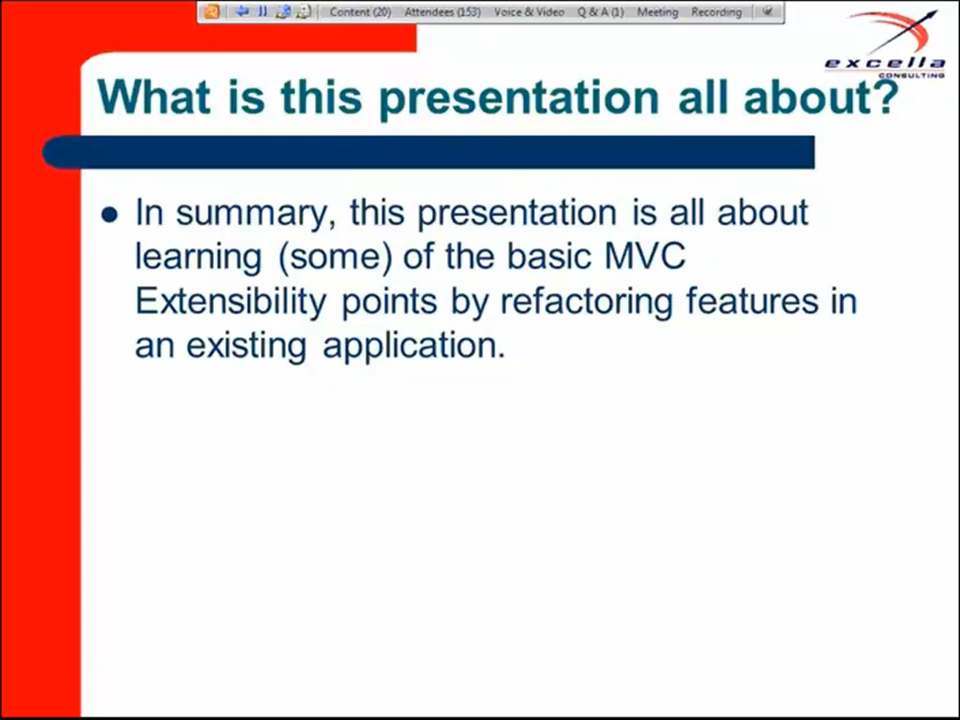 Content (20) Attendees (153) Voice & Video Q & A (1) Meeting Recording
excella
CONSULTING
What is this presentation all about?
In summary, this presentation is all about
learning (some) of the basic MVC
Extensibility points by refactoring features in
an existing application.